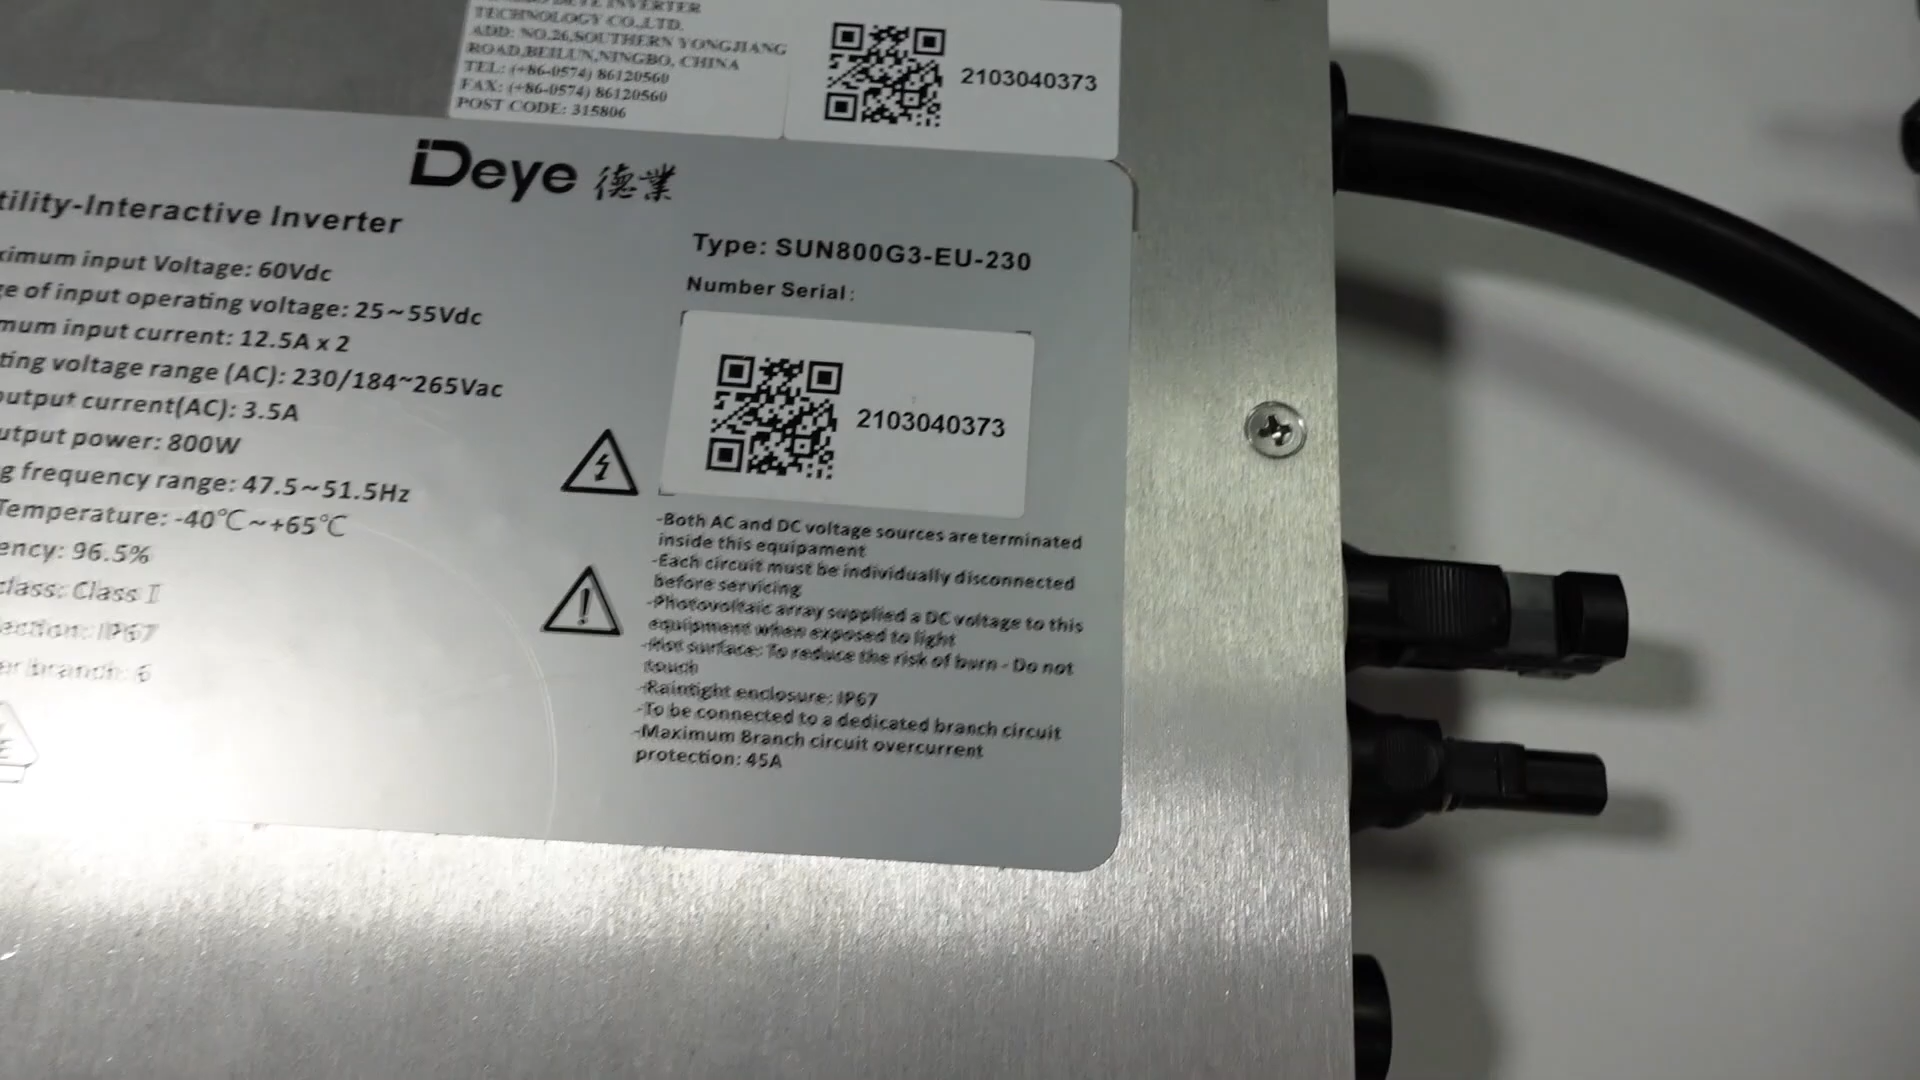 DEYE INVERTER
TECHNOLOGY CO.,LTD.
ADD: NO.26,SOUTHERN YONGJIANG
ROAD,BEILUN,NINGBO, CHINA
TEL: (+86-0574) 86120560
FAX: (+86-0574) 86120560
POST CODE: 315806
2103040373
Deye 德業
tility-Interactive Inverter
ximum input Voltage: 60Vdc
ge of input operating voltage: 25~55Vdc
mum input current: 12.5A x 2
ting voltage range (AC): 230/184~265Vac
output current(AC): 3.5A
utput power: 800W
g frequency range: 47.5~51.5Hz
Temperature: -40℃~+65℃
ency: 96.5%
class: Class I
ection: IP67
er branch: 6
Type: SUN800G3-EU-230
Number Serial:
2103040373
-Both AC and DC voltage sources are terminated
inside this equipament
-Each circuit must be individually disconnected
before servicing
-Photovoltaic array supplied a DC voltage to this
equipment when exposed to light
-Hot surface: To reduce the risk of burn - Do not
touch
-Raintight enclosure: IP67
-To be connected to a dedicated branch circuit
-Maximum Branch circuit overcurrent
protection: 45A